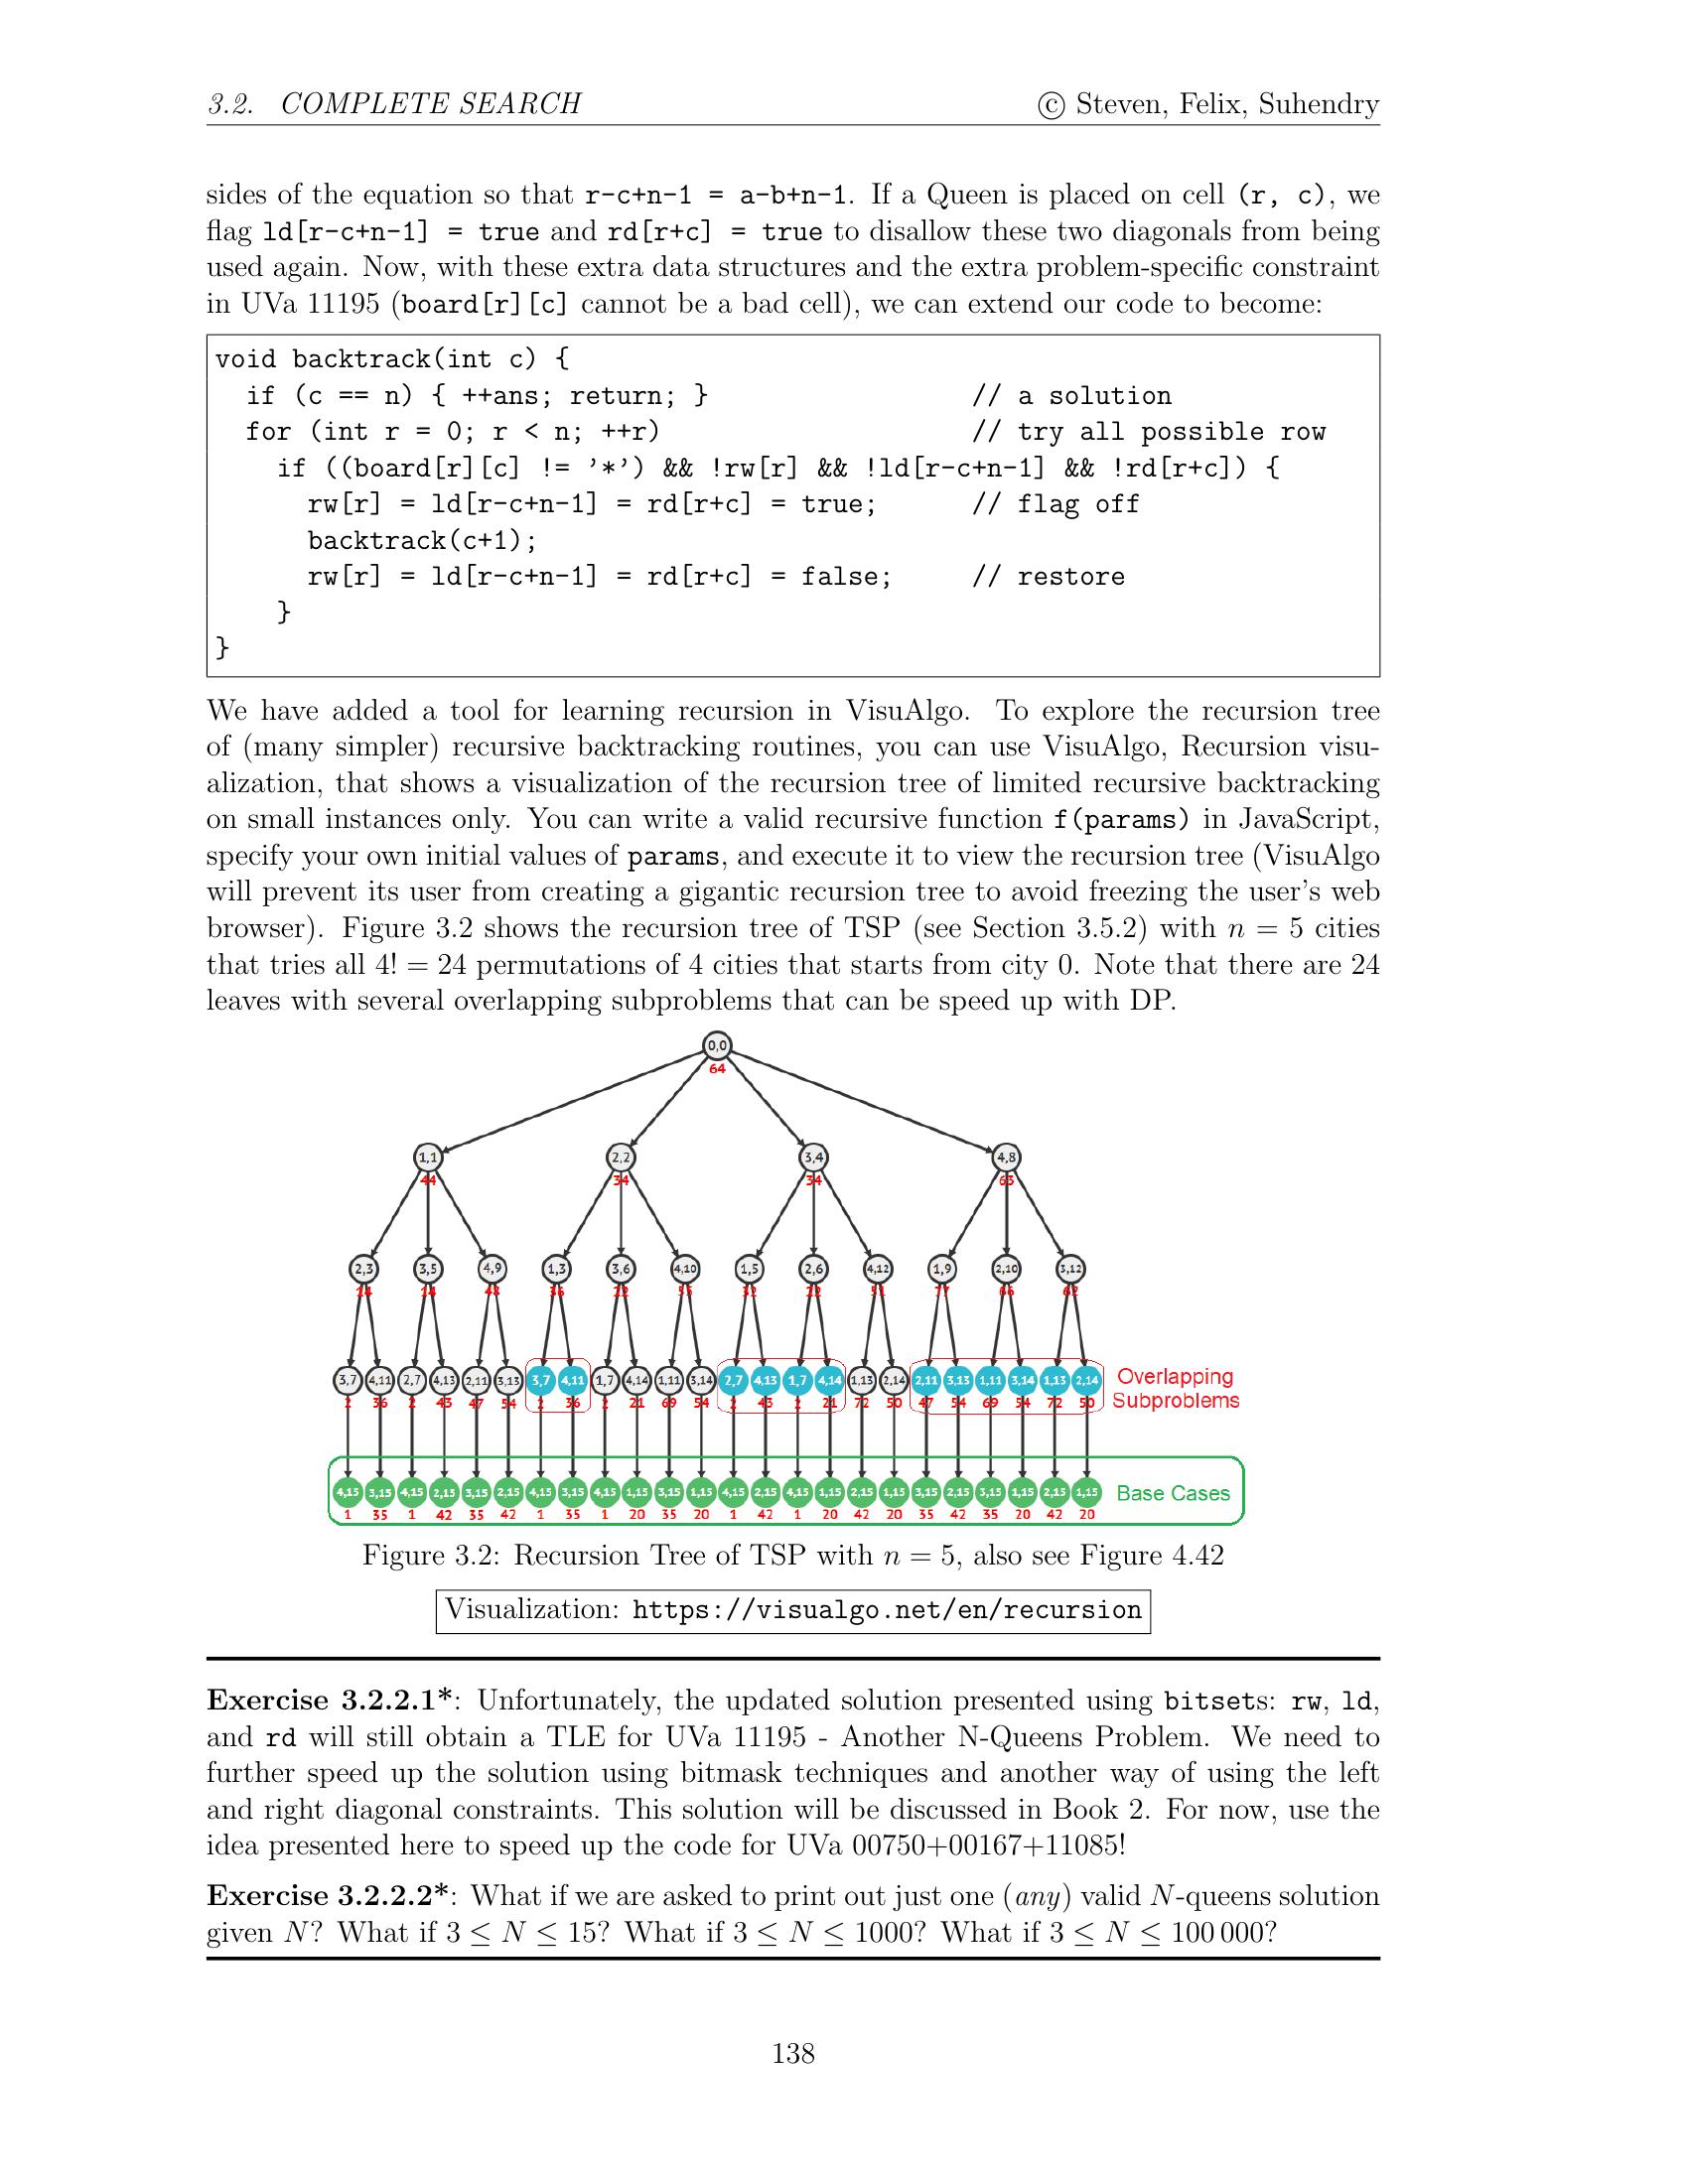 3.2. COMPLETE SEARCH © Steven, Felix, Suhendry
sides of the equation so that r-c+n-1 = a-b+n-1. If a Queen is placed on cell (r, c), we
flag ld[r-c+n-1] = true and rd[r+c] = true to disallow these two diagonals from being
used again. Now, with these extra data structures and the extra problem-specific constraint
in UVa 11195 (board[r][c] cannot be a bad cell), we can extend our code to become:
void backtrack(int c) {
  if (c == n) { ++ans; return; } // a solution
  for (int r = 0; r < n; ++r) // try all possible row
    if ((board[r][c] != ’*’) && !rw[r] && !ld[r-c+n-1] && !rd[r+c]) {
      rw[r] = ld[r-c+n-1] = rd[r+c] = true; // flag off
      backtrack(c+1);
      rw[r] = ld[r-c+n-1] = rd[r+c] = false; // restore
    }
}
We have added a tool for learning recursion in VisuAlgo. To explore the recursion tree
of (many simpler) recursive backtracking routines, you can use VisuAlgo, Recursion visu-
alization, that shows a visualization of the recursion tree of limited recursive backtracking
on small instances only. You can write a valid recursive function f(params) in JavaScript,
specify your own initial values of params, and execute it to view the recursion tree (VisuAlgo
will prevent its user from creating a gigantic recursion tree to avoid freezing the user’s web
browser). Figure 3.2 shows the recursion tree of TSP (see Section 3.5.2) with n = 5 cities
that tries all 4! = 24 permutations of 4 cities that starts from city 0. Note that there are 24
leaves with several overlapping subproblems that can be speed up with DP.
0,0
64
1,1 2,2 3,4 4,8
44 34 34 63
2,3 3,5 4,9 1,3 3,6 4,10 1,5 2,6 4,12 1,9 2,10 3,12
14 14 48 36 22 55 32 22 51 77 66 62
3,7 4,11 2,7 4,13 2,11 3,13 3,7 4,11 1,7 4,14 1,11 3,14 2,7 4,13 1,7 4,14 1,13 2,14 2,11 3,13 1,11 3,14 1,13 2,14 Overlapping
2 36 2 43 47 54 2 36 2 21 69 54 2 43 2 21 72 50 47 54 69 54 72 50 Subproblems
4,15 3,15 4,15 2,15 3,15 2,15 4,15 3,15 4,15 1,15 3,15 1,15 4,15 2,15 4,15 1,15 2,15 1,15 3,15 2,15 3,15 1,15 2,15 1,15 Base Cases
1 35 1 42 35 42 1 35 1 20 35 20 1 42 1 20 42 20 35 42 35 20 42 20
Figure 3.2: Recursion Tree of TSP with n = 5, also see Figure 4.42
Visualization: https://visualgo.net/en/recursion
Exercise 3.2.2.1*: Unfortunately, the updated solution presented using bitsets: rw, ld,
and rd will still obtain a TLE for UVa 11195 - Another N-Queens Problem. We need to
further speed up the solution using bitmask techniques and another way of using the left
and right diagonal constraints. This solution will be discussed in Book 2. For now, use the
idea presented here to speed up the code for UVa 00750+00167+11085!
Exercise 3.2.2.2*: What if we are asked to print out just one (any) valid N-queens solution
given N? What if 3 ≤ N ≤ 15? What if 3 ≤ N ≤ 1000? What if 3 ≤ N ≤ 100 000?
138